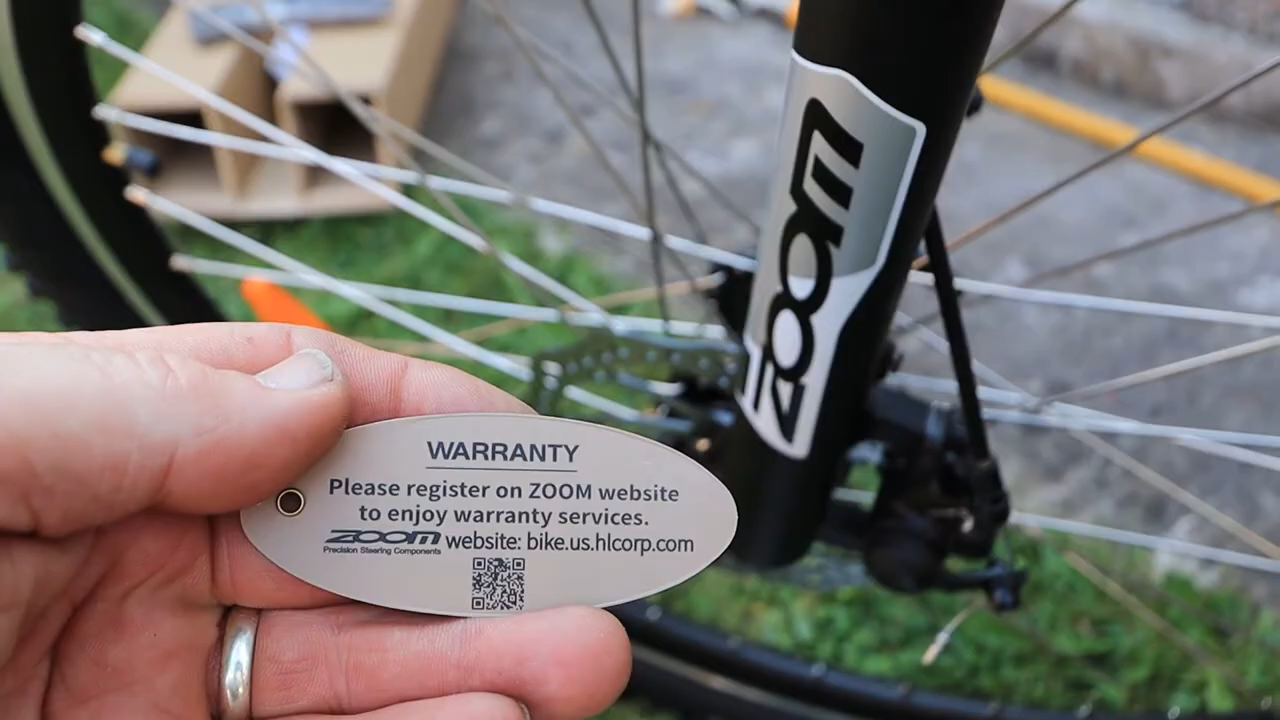 WARRANTY
Please register on ZOOM website
to enjoy warranty services.
ZOOM website: bike.us.hlcorp.com
Precision Steering Components
ZOOM